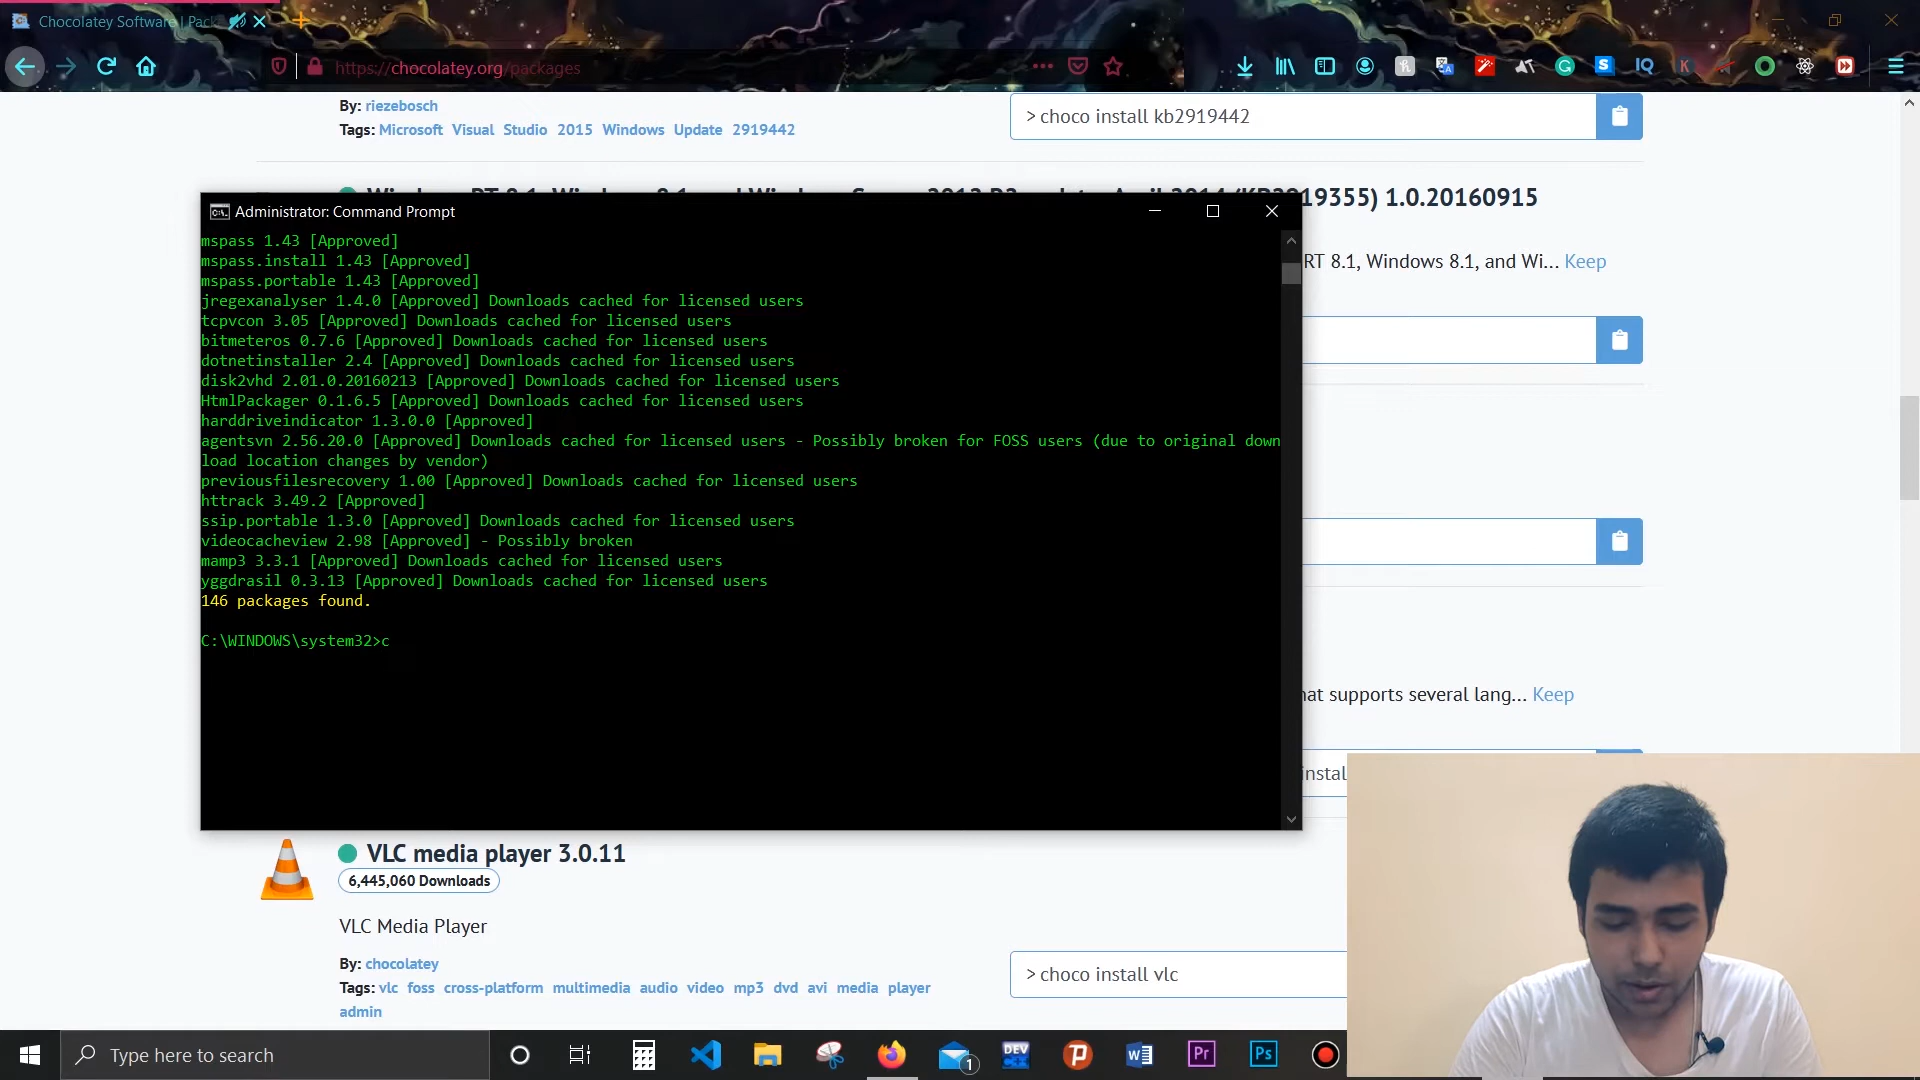 Chocolatey Software | Pack
https://chocolatey.org/packages
By: riezebosch
Tags: Microsoft Visual Studio 2015 Windows Update 2919442
> choco install kb2919442
19355) 1.0.20160915
RT 8.1, Windows 8.1, and Wi... Keep
Administrator: Command Prompt
mspass 1.43 [Approved]
mspass.install 1.43 [Approved]
mspass.portable 1.43 [Approved]
jregexanalyser 1.4.0 [Approved] Downloads cached for licensed users
tcpvcon 3.05 [Approved] Downloads cached for licensed users
bitmeteros 0.7.6 [Approved] Downloads cached for licensed users
dotnetinstaller 2.4 [Approved] Downloads cached for licensed users
disk2vhd 2.01.0.20160213 [Approved] Downloads cached for licensed users
HtmlPackager 0.1.6.5 [Approved] Downloads cached for licensed users
harddriveindicator 1.3.0.0 [Approved]
agentsvn 2.56.20.0 [Approved] Downloads cached for licensed users - Possibly broken for FOSS users (due to original down
load location changes by vendor)
previousfilesrecovery 1.00 [Approved] Downloads cached for licensed users
httrack 3.49.2 [Approved]
ssip.portable 1.3.0 [Approved] Downloads cached for licensed users
videocacheview 2.98 [Approved] - Possibly broken
mamp3 3.3.1 [Approved] Downloads cached for licensed users
yggdrasil 0.3.13 [Approved] Downloads cached for licensed users
146 packages found.
C:\WINDOWS\system32>c
hat supports several lang... Keep
instal
VLC media player 3.0.11
6,445,060 Downloads
VLC Media Player
By: chocolatey
Tags: vlc foss cross-platform multimedia audio video mp3 dvd avi media player
admin
> choco install vlc
Type here to search
1
DEV
Pr
Ps